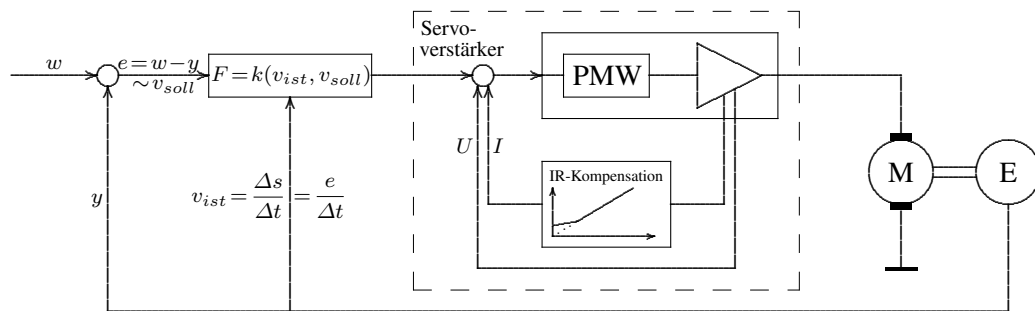 w
e = w − y
∼ v_soll
F = k(v_ist, v_soll)
Servo-
verstärker
PMW
U
I
IR-Kompensation
M
E
y
v_ist = Δs/Δt = e/Δt